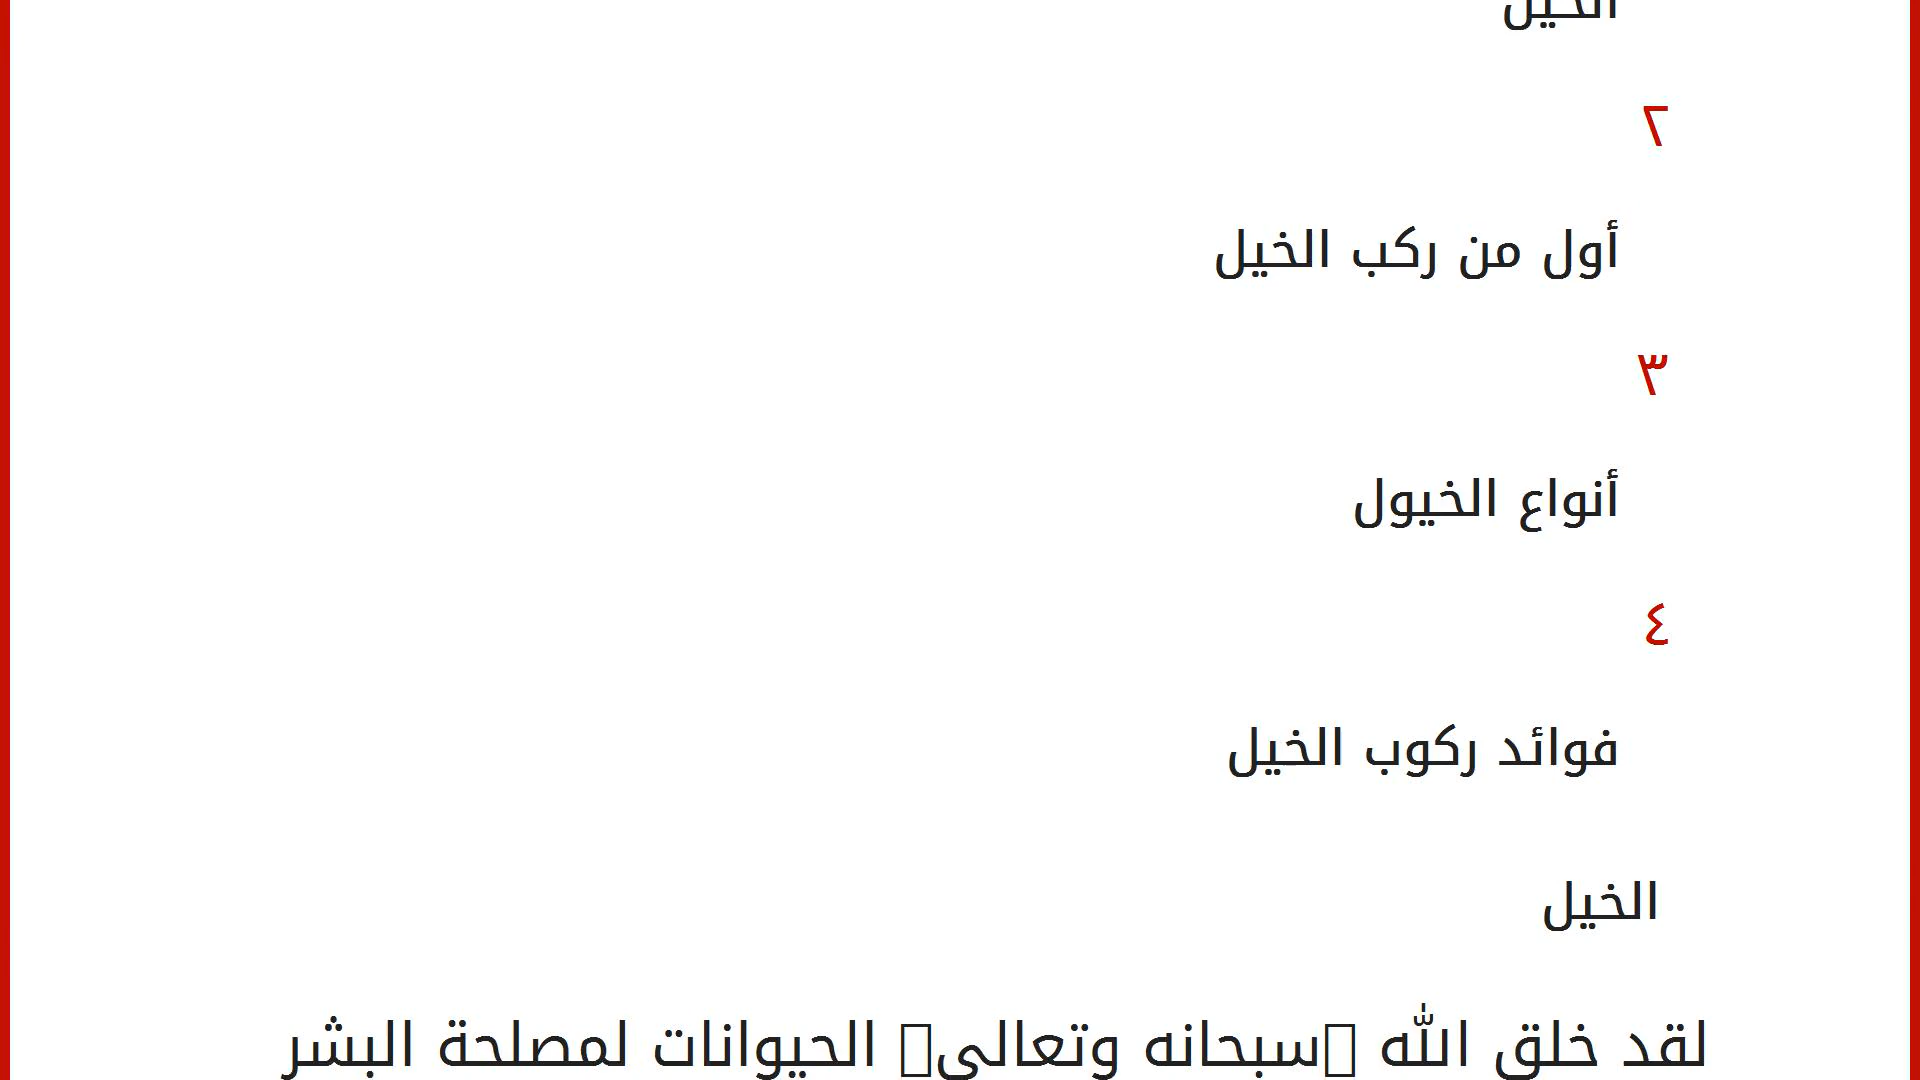 الخيل
٢
أول من ركب الخيل
٣
أنواع الخيول
٤
فوائد ركوب الخيل
الخيل
لقد خلق الله سبحانه وتعالى الحيوانات لمصلحة البشر